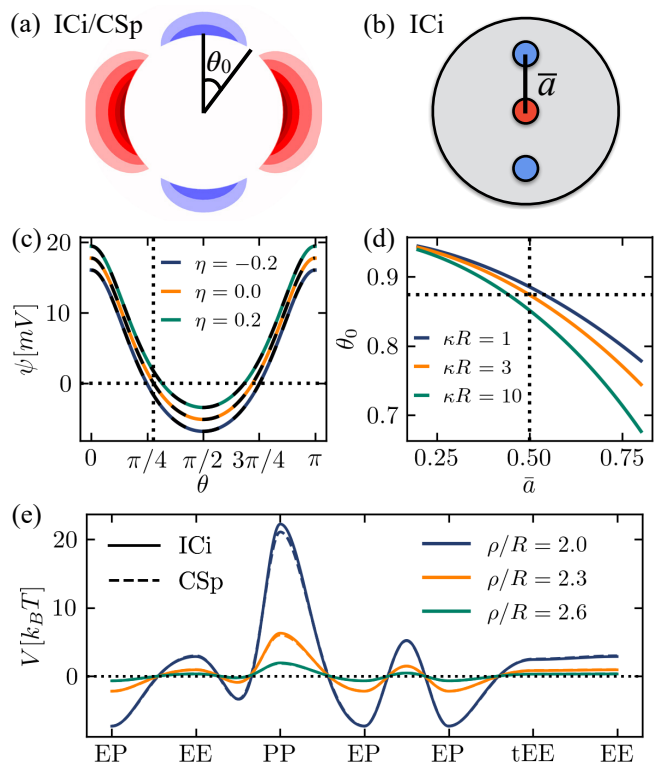 (a) ICi/CSp
θ₀
(b) ICi
a̅
(c)
ψ[mV]
20
10
0
η = −0.2
η = 0.0
η = 0.2
0
π/4
π/2
3π/4
π
θ
(d)
θ₀
0.9
0.8
0.7
κR = 1
κR = 3
κR = 10
0.25
0.50
0.75
a̅
(e)
V[k_BT]
20
10
0
ICi
CSp
ρ/R = 2.0
ρ/R = 2.3
ρ/R = 2.6
EP
EE
PP
EP
EP
tEE
EE